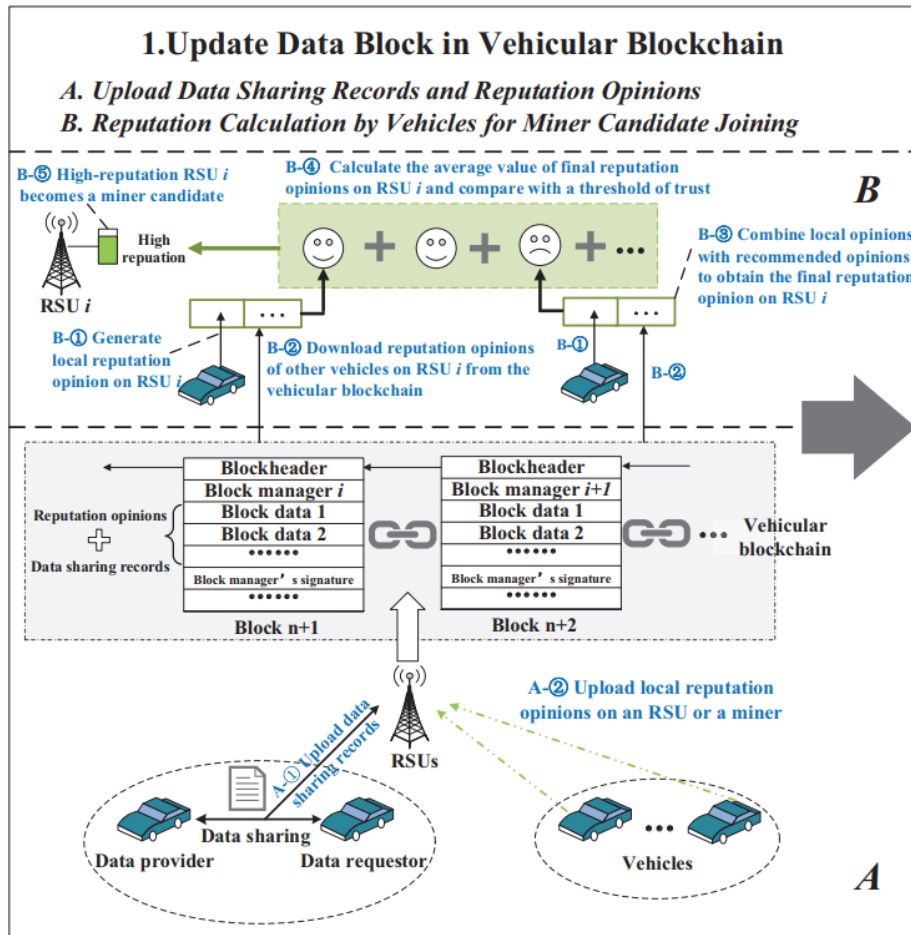 1.Update Data Block in Vehicular Blockchain
A. Upload Data Sharing Records and Reputation Opinions
B. Reputation Calculation by Vehicles for Miner Candidate Joining
B-⑤ High-reputation RSU i
becomes a miner candidate
B-④ Calculate the average value of final reputation
opinions on RSU i and compare with a threshold of trust
B
High
repuation
RSU i
B-③ Combine local opinions
with recommended opinions
to obtain the final reputation
opinion on RSU i
B-① Generate
local reputation
opinion on RSU i
B-② Download reputation opinions
of other vehicles on RSU i from the
vehicular blockchain
B-①
B-②
Blockheader
Block manager i
Block data 1
Block data 2
••••••
Block manager's signature
••••••
Block n+1
Blockheader
Block manager i+1
Block data 1
Block data 2
••••••
Block manager's signature
••••••
Block n+2
Reputation opinions
Data sharing records
••• Vehicular
blockchain
A-② Upload local reputation
opinions on an RSU or a miner
RSUs
A-① Upload data
sharing records
Data sharing
Data provider
Data requestor
Vehicles
A